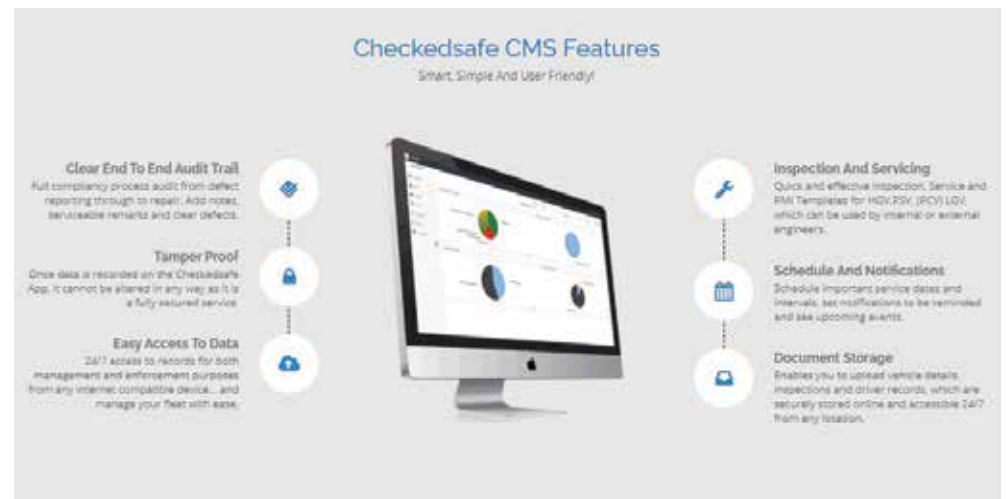 Checkedsafe CMS Features
Smart, Simple And User Friendly!
Clear End To End Audit Trail
Full compliancy process audit from defect
reporting through to repair. Add notes,
serviceable remarks and clear defects.
Tamper Proof
Once data is recorded on the Checkedsafe
App, it cannot be altered in any way as it is
a fully secured service.
Easy Access To Data
24/7 access to records for both
management and enforcement purposes
from any internet compatible device... and
manage your fleet with ease.
Inspection And Servicing
Quick and effective Inspection, Service and
PMI Templates for HGV,PSV, (PCV) LGV,
which can be used by internal or external
engineers.
Schedule And Notifications
Schedule important service dates and
intervals, set notifications to be reminded
and see upcoming events.
Document Storage
Enables you to upload vehicle details,
inspections and driver records, which are
securely stored online and accessible 24/7
from any location.